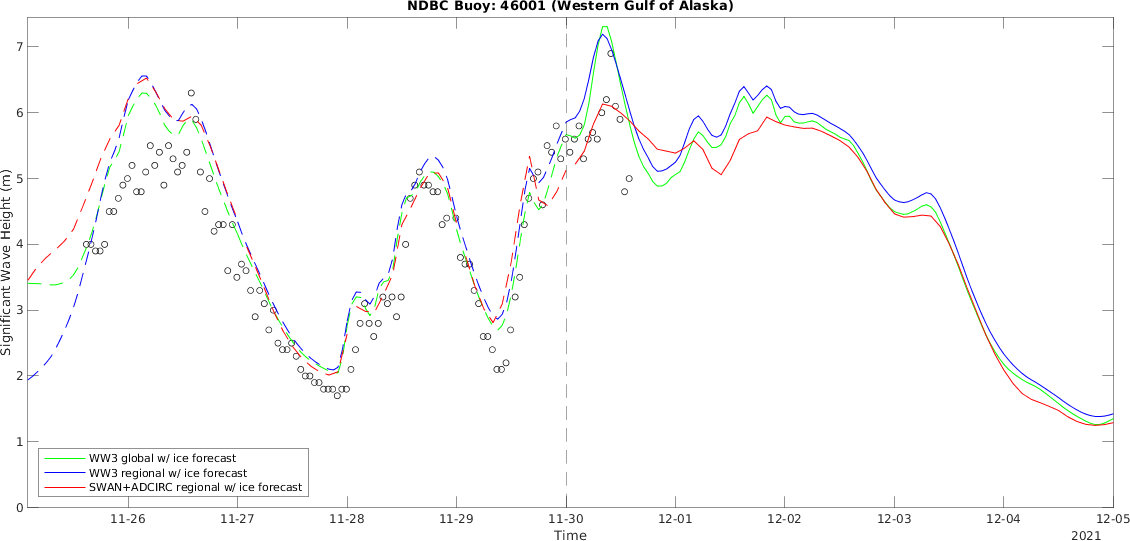 NDBC Buoy: 46001 (Western Gulf of Alaska)
Significant Wave Height (m)
7
6
5
4
3
2
1
0
WW3 global w/ ice forecast
WW3 regional w/ ice forecast
SWAN+ADCIRC regional w/ ice forecast
11-26 11-27 11-28 11-29 11-30 12-01 12-02 12-03 12-04 12-05
Time
2021